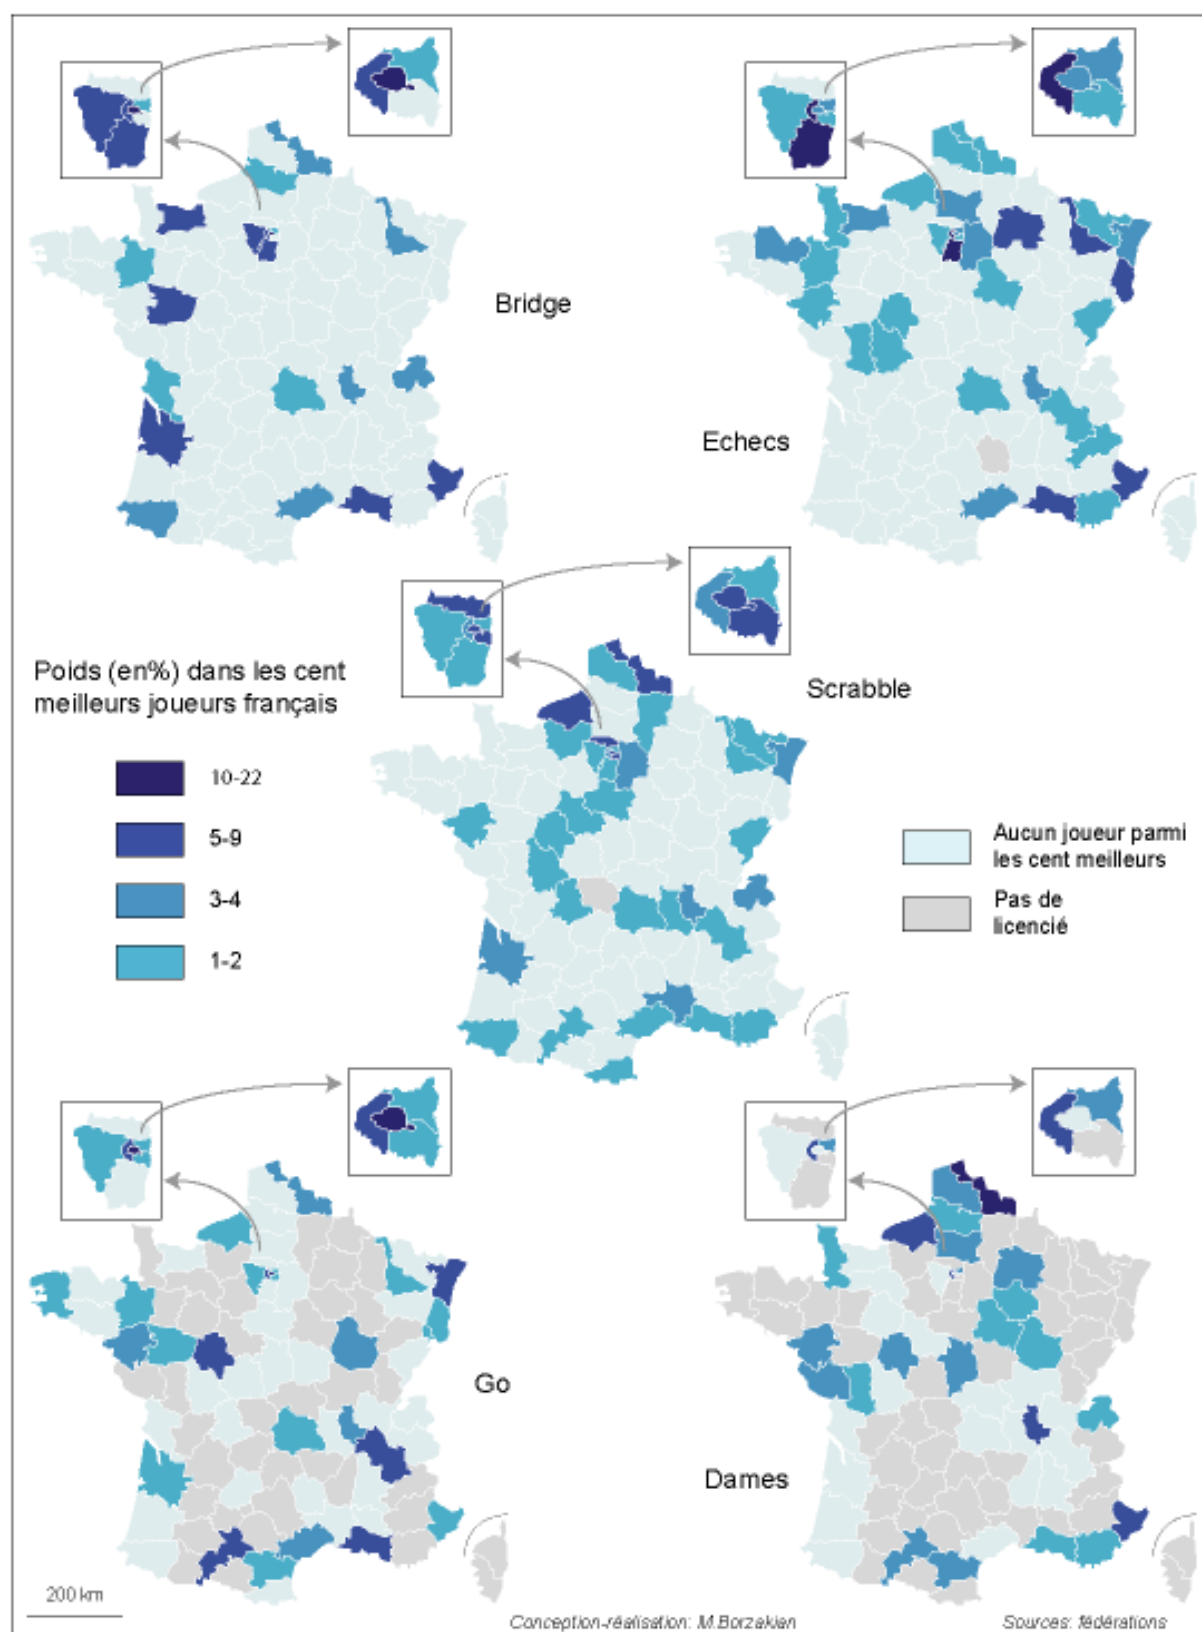 Bridge
Echecs
Scrabble
Poids (en%) dans les cent
meilleurs joueurs français
10-22
5-9
3-4
1-2
Aucun joueur parmi
les cent meilleurs
Pas de
licencié
Go
Dames
200 km
Conception-réalisation: M.Borzakian
Sources: fédérations